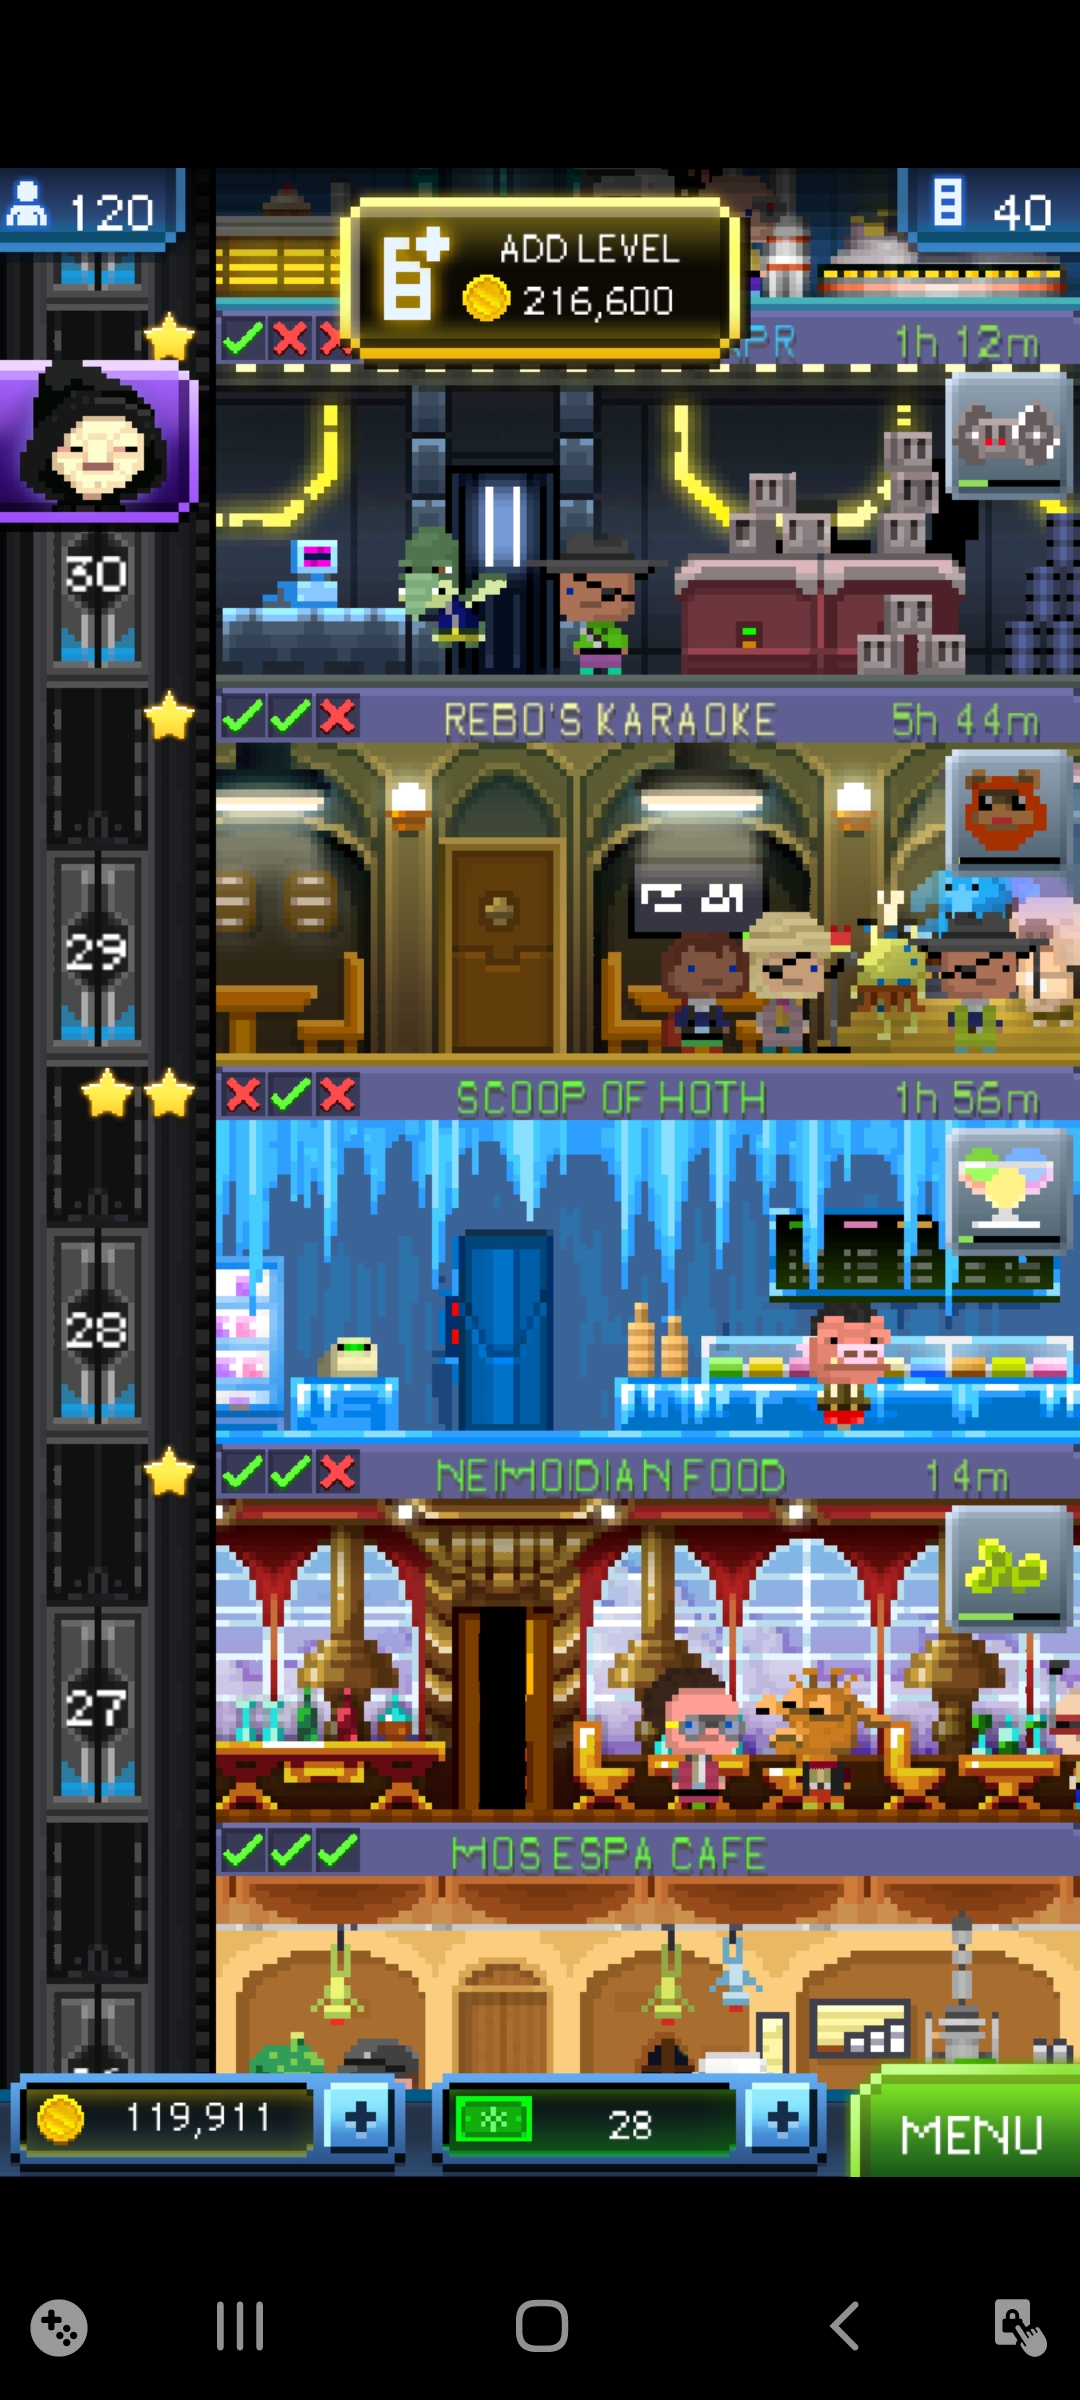 120
40
ADD LEVEL
216,600
1h 12m
30
REBO'S KARAOKE
5h 44m
29
SCOOP OF HOTH
1h 56m
28
NEIMOIDIAN FOOD
14m
27
MOS ESPA CAFE
119,911
28
MENU